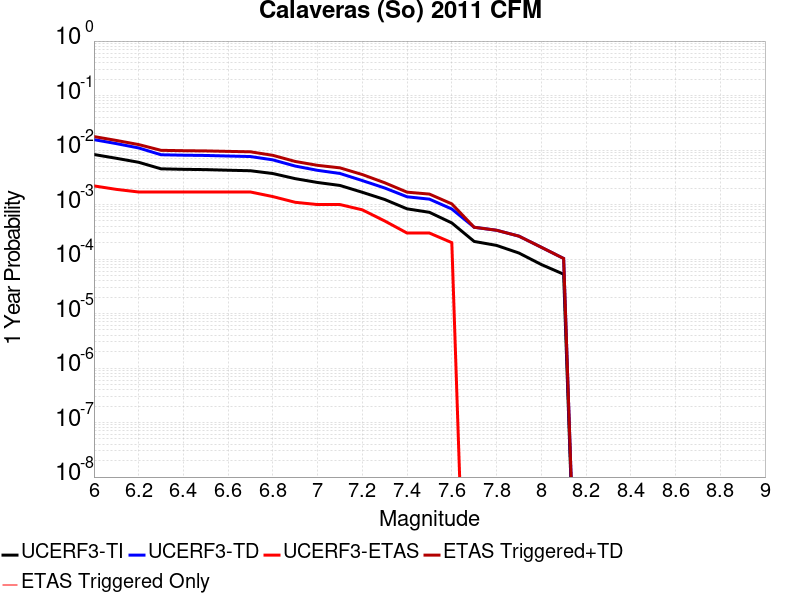 Calaveras (So) 2011 CFM
10 0
10 -1
10 -2
10 -3
10 -4
10 -5
10 -6
10 -7
10 -8
1 Year Probability
6 6.2 6.4 6.6 6.8 7 7.2 7.4 7.6 7.8 8 8.2 8.4 8.6 8.8 9
Magnitude
UCERF3-TI UCERF3-TD UCERF3-ETAS ETAS Triggered+TD
ETAS Triggered Only